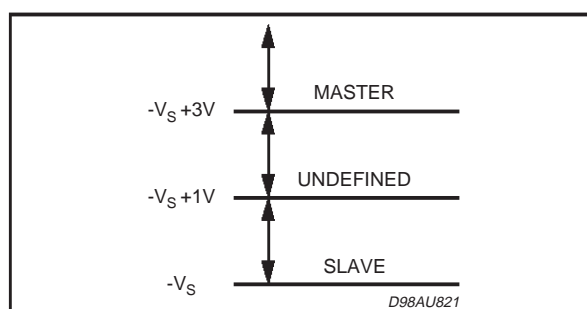 MASTER
-VS +3V
UNDEFINED
-VS +1V
SLAVE
-VS
D98AU821